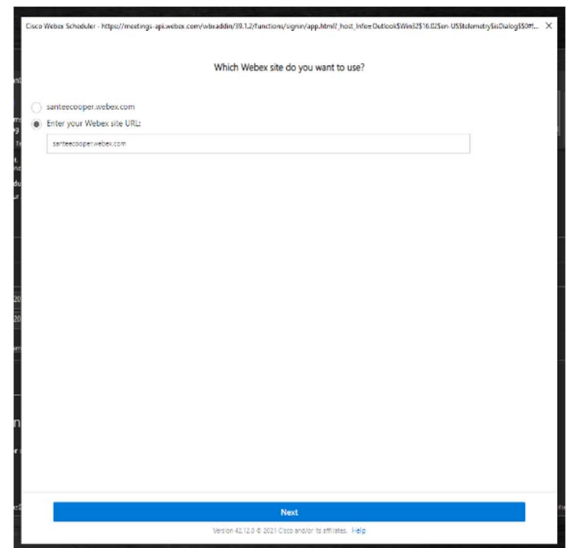 Cisco Webex Scheduler - https://meetings-api.webex.com/wbxaddin/39.1.2/functions/signin/app.html?_host_Info=Outlook$Win32$16.02$en-US$telemetry$isDialog$$0ff...
Which Webex site do you want to use?
santeecooper.webex.com
Enter your Webex site URL:
santeecooper.webex.com
Next
Version 42.12.0 © 2021 Cisco and/or its affiliates. Help